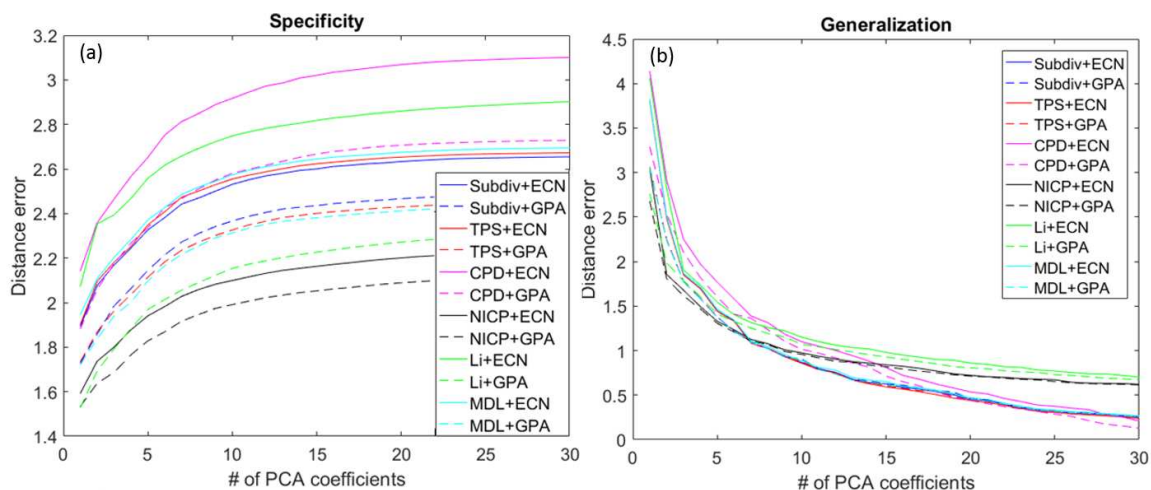 Specificity
(a)
3.2
3
2.8
2.6
2.4
2.2
2
1.8
1.6
1.4
Distance error
0
5
10
15
20
25
30
# of PCA coefficients
Subdiv+ECN
Subdiv+GPA
TPS+ECN
TPS+GPA
CPD+ECN
CPD+GPA
NICP+ECN
NICP+GPA
Li+ECN
Li+GPA
MDL+ECN
MDL+GPA
Generalization
(b)
4.5
4
3.5
3
2.5
2
1.5
1
0.5
0
Distance error
0
5
10
15
20
25
30
# of PCA coefficients
Subdiv+ECN
Subdiv+GPA
TPS+ECN
TPS+GPA
CPD+ECN
CPD+GPA
NICP+ECN
NICP+GPA
Li+ECN
Li+GPA
MDL+ECN
MDL+GPA